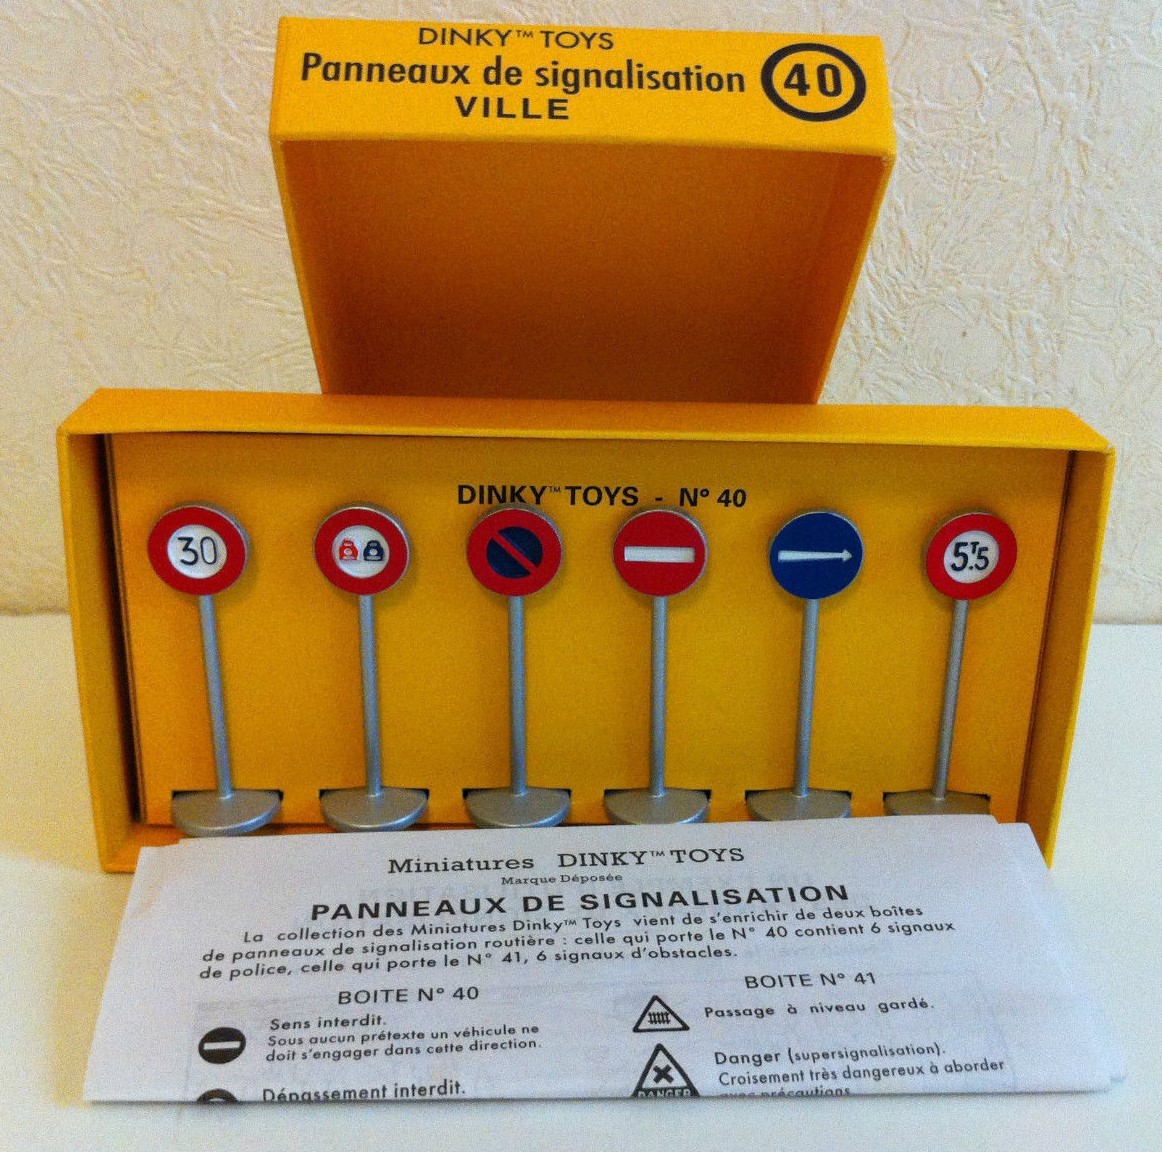 DINKY™ TOYS
Panneaux de signalisation
VILLE
40
DINKY™ TOYS - Nº 40
30
5T5
Miniatures DINKY™ TOYS
Marque Déposée
PANNEAUX DE SIGNALISATION
La collection des Miniatures Dinky™ Toys vient de s'enrichir de deux boîtes
de panneaux de signalisation routière : celle qui porte le N° 40 contient 6 signaux
de police, celle qui porte le N° 41, 6 signaux d'obstacles.
BOITE N° 40
Sens interdit.
Sous aucun prétexte un véhicule ne
doit s'engager dans cette direction.
Dépassement interdit.
BOITE N° 41
Passage à niveau gardé.
Danger (supersignalisation).
Croisement très dangereux à aborder
avec précautions
DANGER